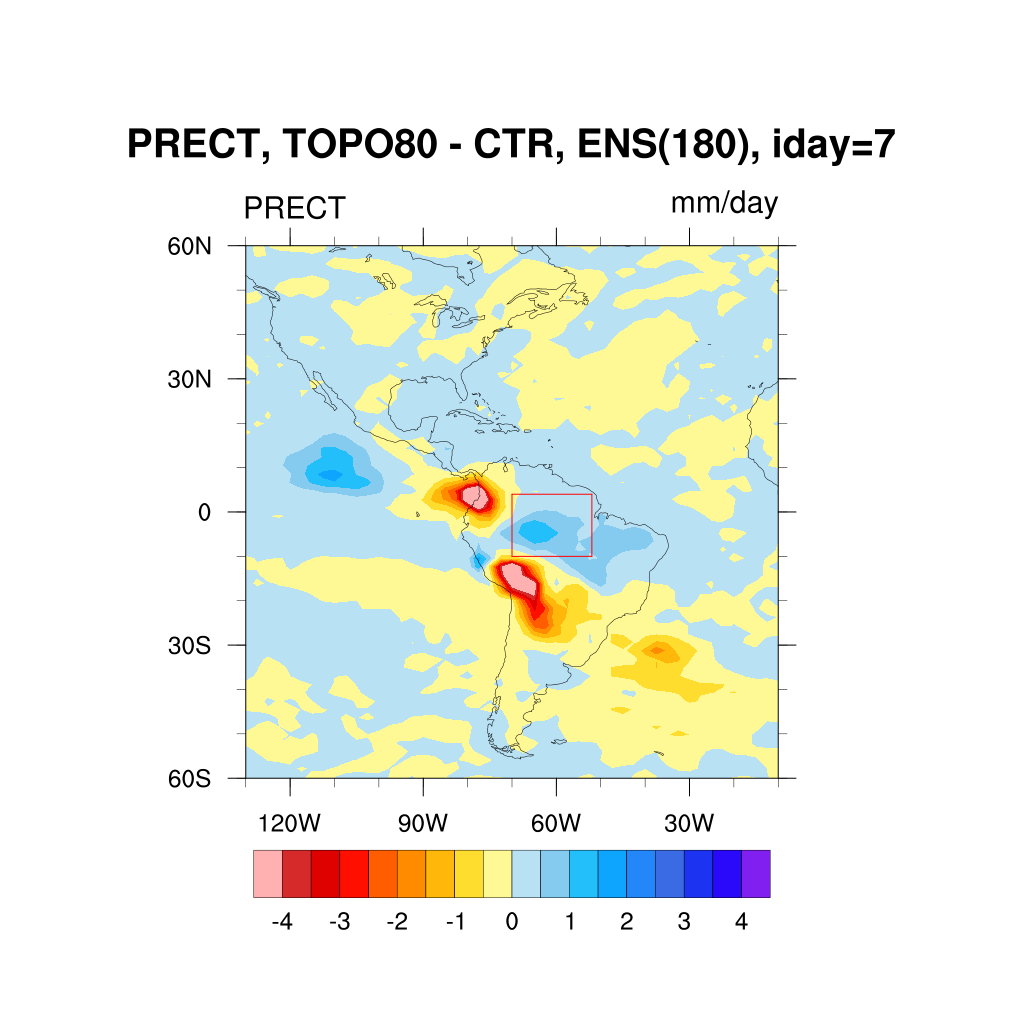 PRECT, TOPO80 - CTR, ENS(180), iday=7
PRECT mm/day
60N
30N
0
30S
60S
120W 90W 60W 30W
-4 -3 -2 -1 0 1 2 3 4